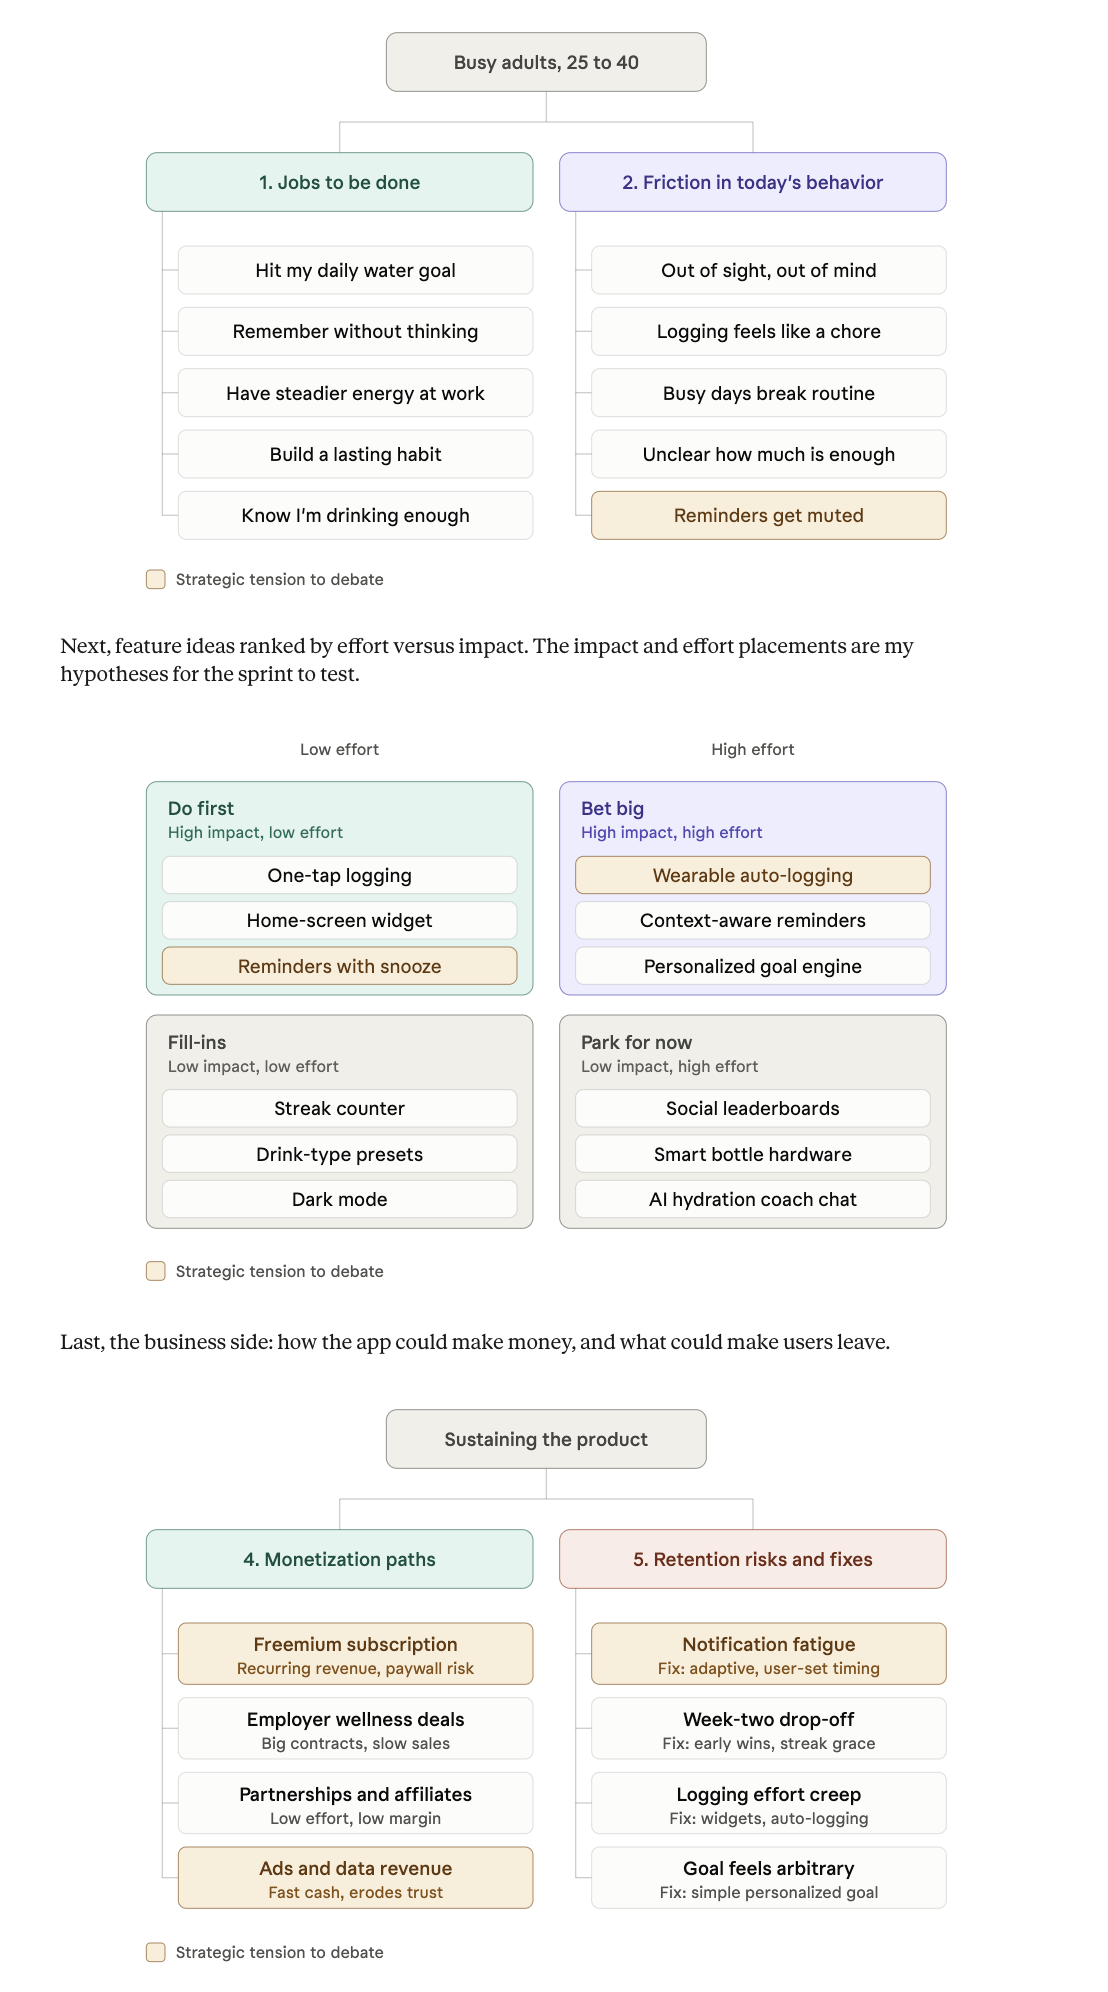 Busy adults, 25 to 40
1. Jobs to be done
Hit my daily water goal
Remember without thinking
Have steadier energy at work
Build a lasting habit
Know I'm drinking enough
2. Friction in today's behavior
Out of sight, out of mind
Logging feels like a chore
Busy days break routine
Unclear how much is enough
Reminders get muted
Strategic tension to debate
Next, feature ideas ranked by effort versus impact. The impact and effort placements are my
hypotheses for the sprint to test.
Low effort
High effort
Do first
High impact, low effort
One-tap logging
Home-screen widget
Reminders with snooze
Bet big
High impact, high effort
Wearable auto-logging
Context-aware reminders
Personalized goal engine
Fill-ins
Low impact, low effort
Streak counter
Drink-type presets
Dark mode
Park for now
Low impact, high effort
Social leaderboards
Smart bottle hardware
AI hydration coach chat
Strategic tension to debate
Last, the business side: how the app could make money, and what could make users leave.
Sustaining the product
4. Monetization paths
Freemium subscription
Recurring revenue, paywall risk
Employer wellness deals
Big contracts, slow sales
Partnerships and affiliates
Low effort, low margin
Ads and data revenue
Fast cash, erodes trust
5. Retention risks and fixes
Notification fatigue
Fix: adaptive, user-set timing
Week-two drop-off
Fix: early wins, streak grace
Logging effort creep
Fix: widgets, auto-logging
Goal feels arbitrary
Fix: simple personalized goal
Strategic tension to debate